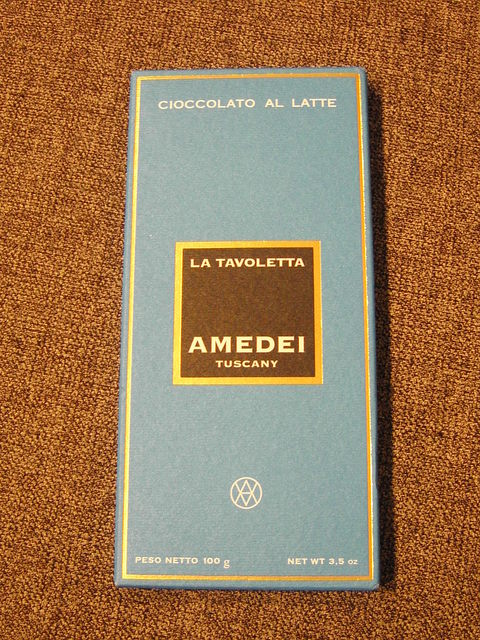 CIOCCOLATO AL LATTE
LA TAVOLETTA
AMEDEI
TUSCANY
PESO NETTO 100 g NET WT 3,5 oz